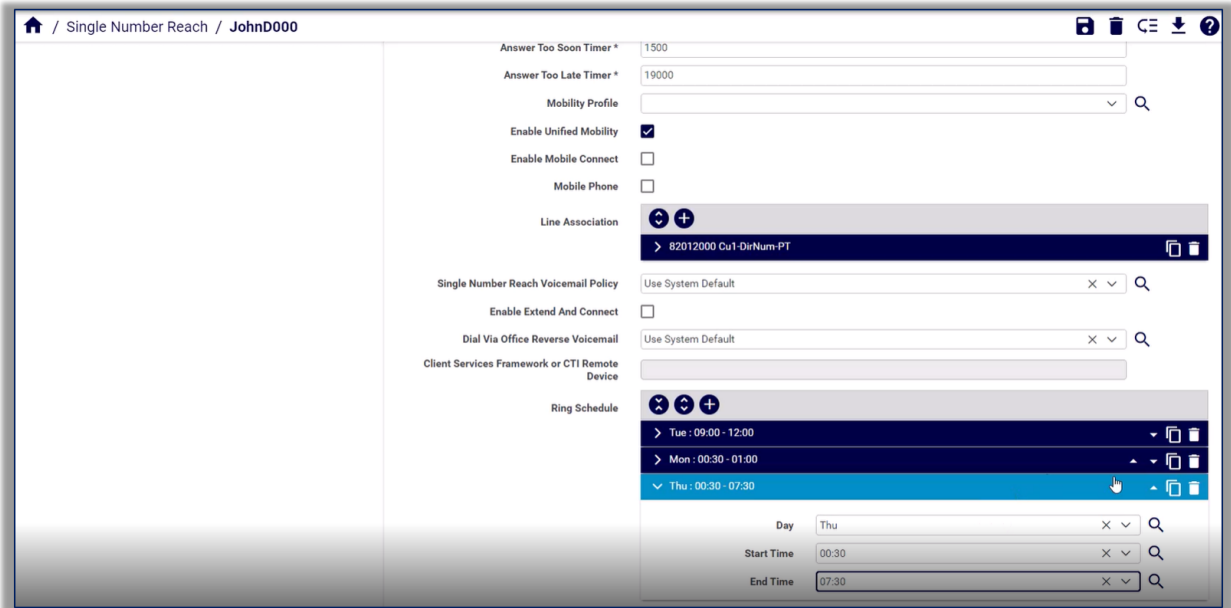 / Single Number Reach / JohnD000
Answer Too Soon Timer * 1500
Answer Too Late Timer * 19000
Mobility Profile
Enable Unified Mobility
Enable Mobile Connect
Mobile Phone
Line Association
82012000 Cu1-DirNum-PT
Single Number Reach Voicemail Policy Use System Default
Enable Extend And Connect
Dial Via Office Reverse Voicemail Use System Default
Client Services Framework or CTI Remote
Device
Ring Schedule
Tue : 09:00 - 12:00
Mon : 00:30 - 01:00
Thu : 00:30 - 07:30
Day Thu
Start Time 00:30
End Time 07:30